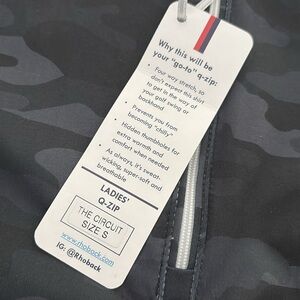 Why this will be
your "go-to" q-zip:
• Four way stretch, so
don't expect this shirt
to get in the way of
your golf swing or
backhand
• Prevents you from
becoming "chilly"
• Hidden thumbholes for
extra warmth and
comfort when needed
• As always, it's sweat-
wicking, super-soft and
breathable
LADIES'
Q-ZIP
THE CIRCUIT
SIZE S
www.rhoback.com
IG: @Rhoback